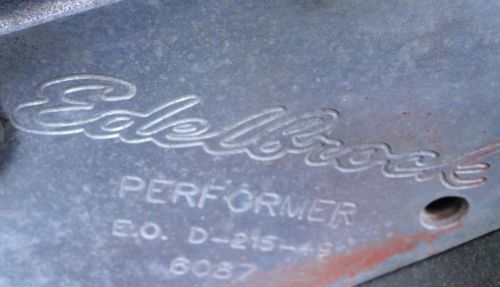 Edelbrock
PERFORMER
E.O. D-215-49
6087